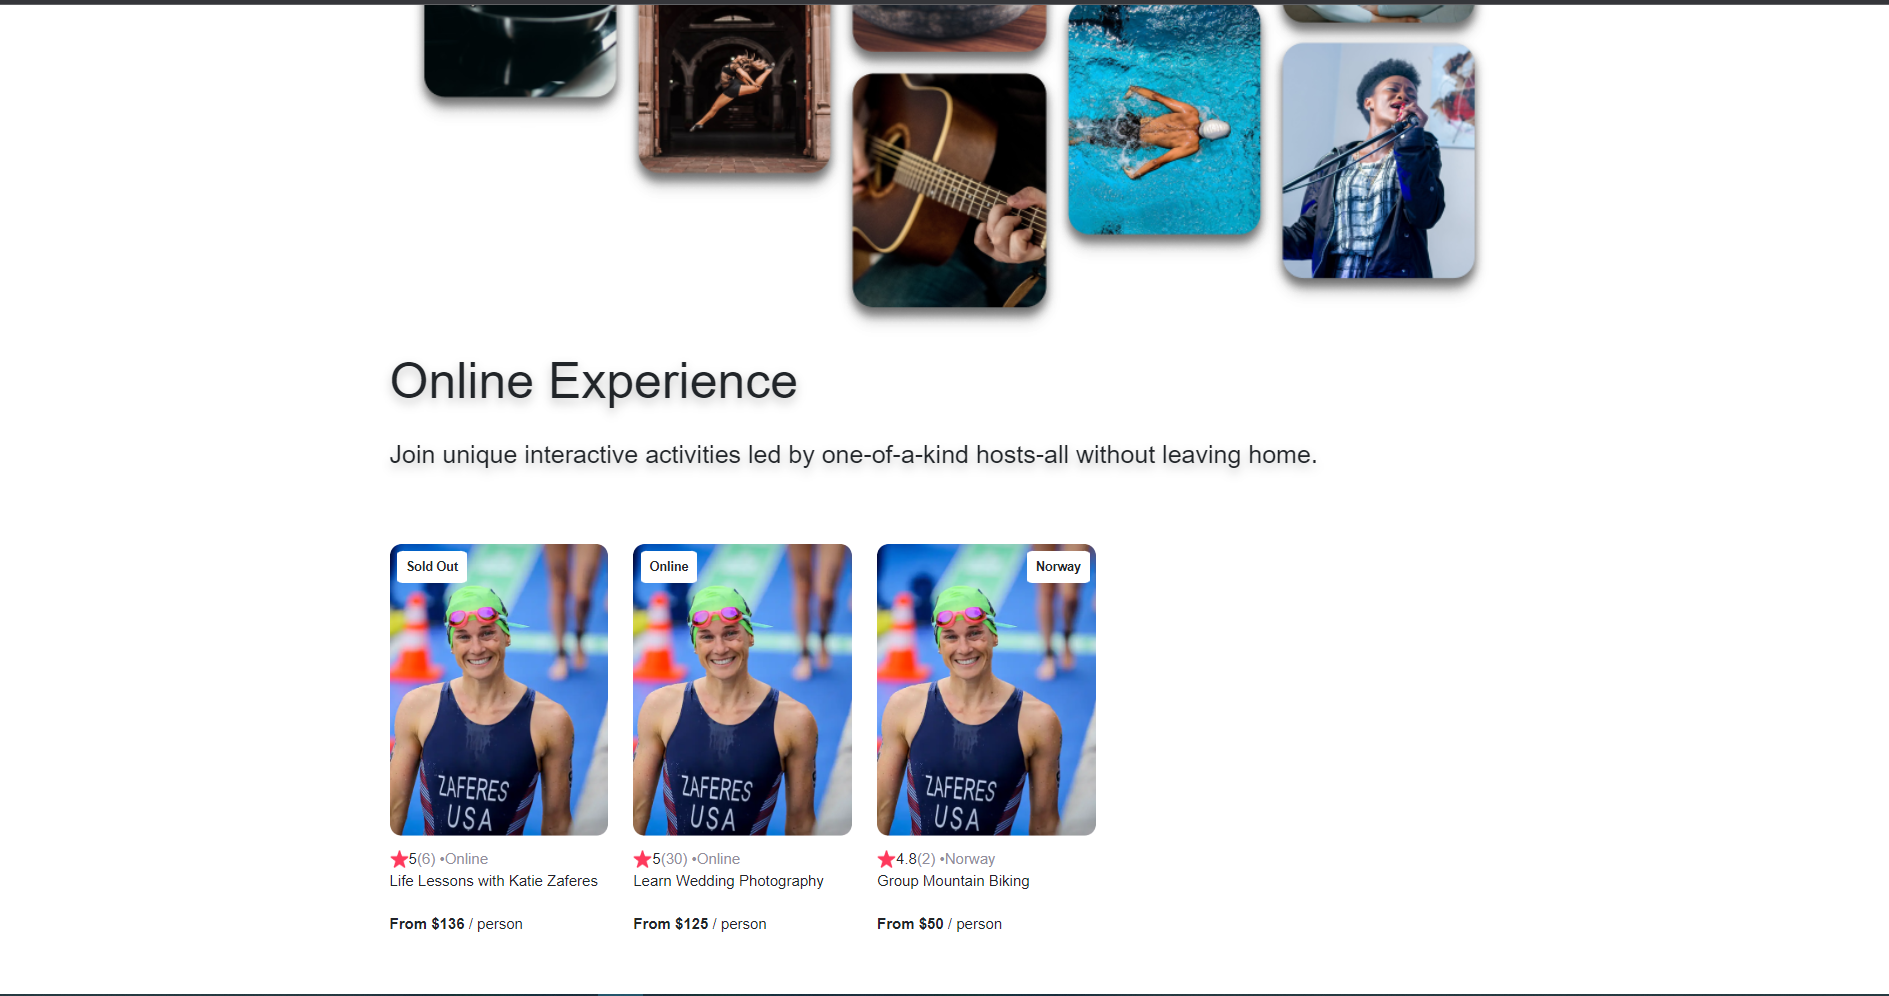 Online Experience
Join unique interactive activities led by one-of-a-kind hosts-all without leaving home.
Sold Out
ZAFERES
USA
5(6) •Online
Life Lessons with Katie Zaferes
From $136 / person
Online
ZAFERES
USA
5(30) •Online
Learn Wedding Photography
From $125 / person
Norway
ZAFERES
USA
4.8(2) •Norway
Group Mountain Biking
From $50 / person